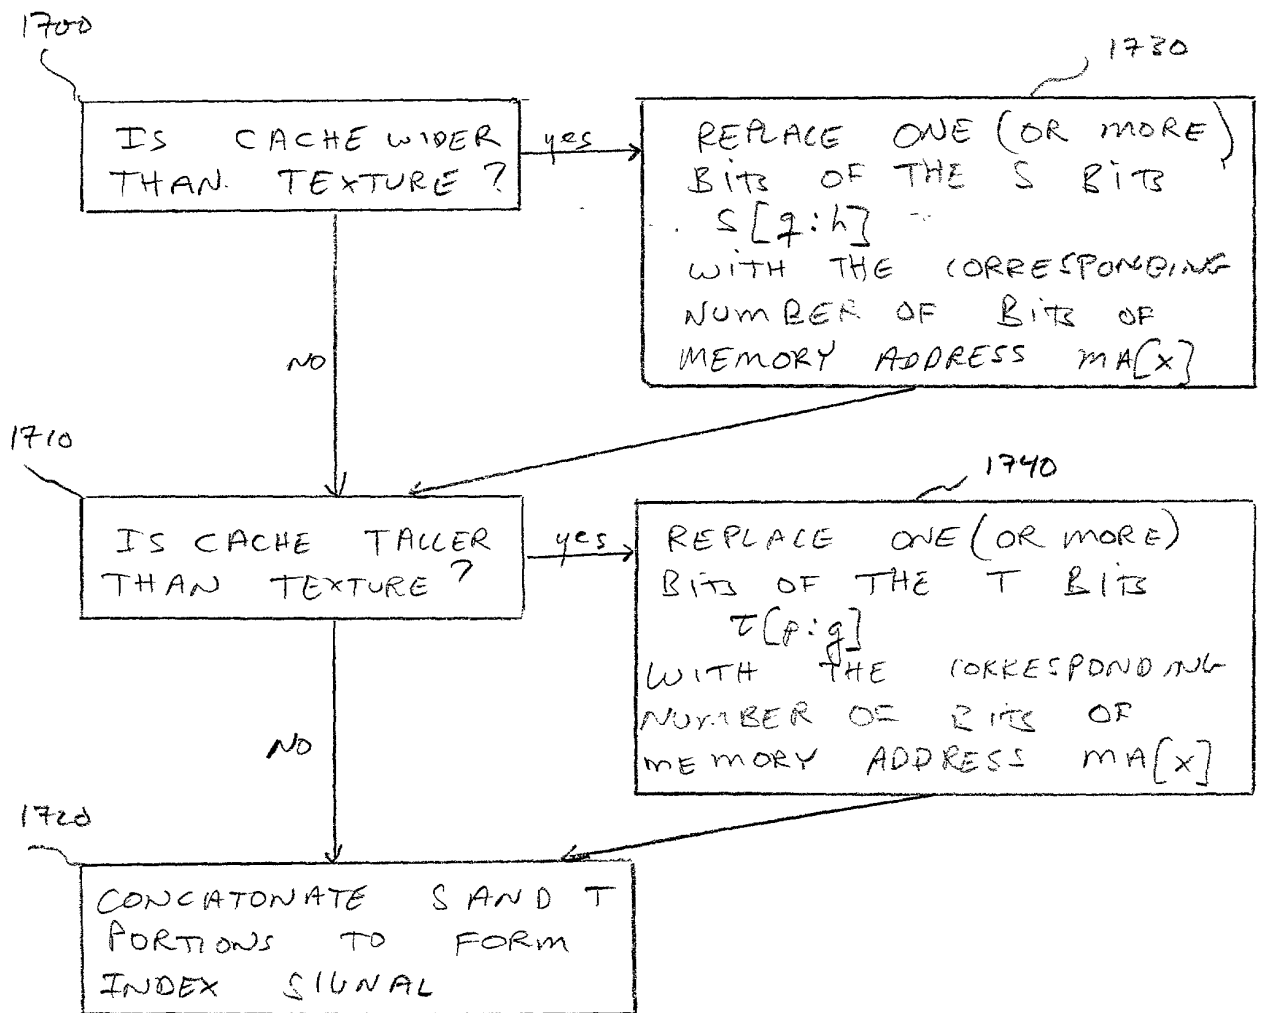 1700
IS CACHE WIDER
THAN TEXTURE?
yes
1730
REPLACE ONE (OR MORE)
BITS OF THE S BITS
S[q:h]
WITH THE CORRESPONDING
NUMBER OF BITS OF
MEMORY ADDRESS MA[X]
NO
1710
IS CACHE TALLER
THAN TEXTURE?
yes
1740
REPLACE ONE (OR MORE)
BITS OF THE T BITS
T[p:g]
WITH THE CORRESPONDING
NUMBER OF BITS OF
MEMORY ADDRESS MA[X]
NO
1720
CONCATONATE S AND T
PORTIONS TO FORM
INDEX SIGNAL